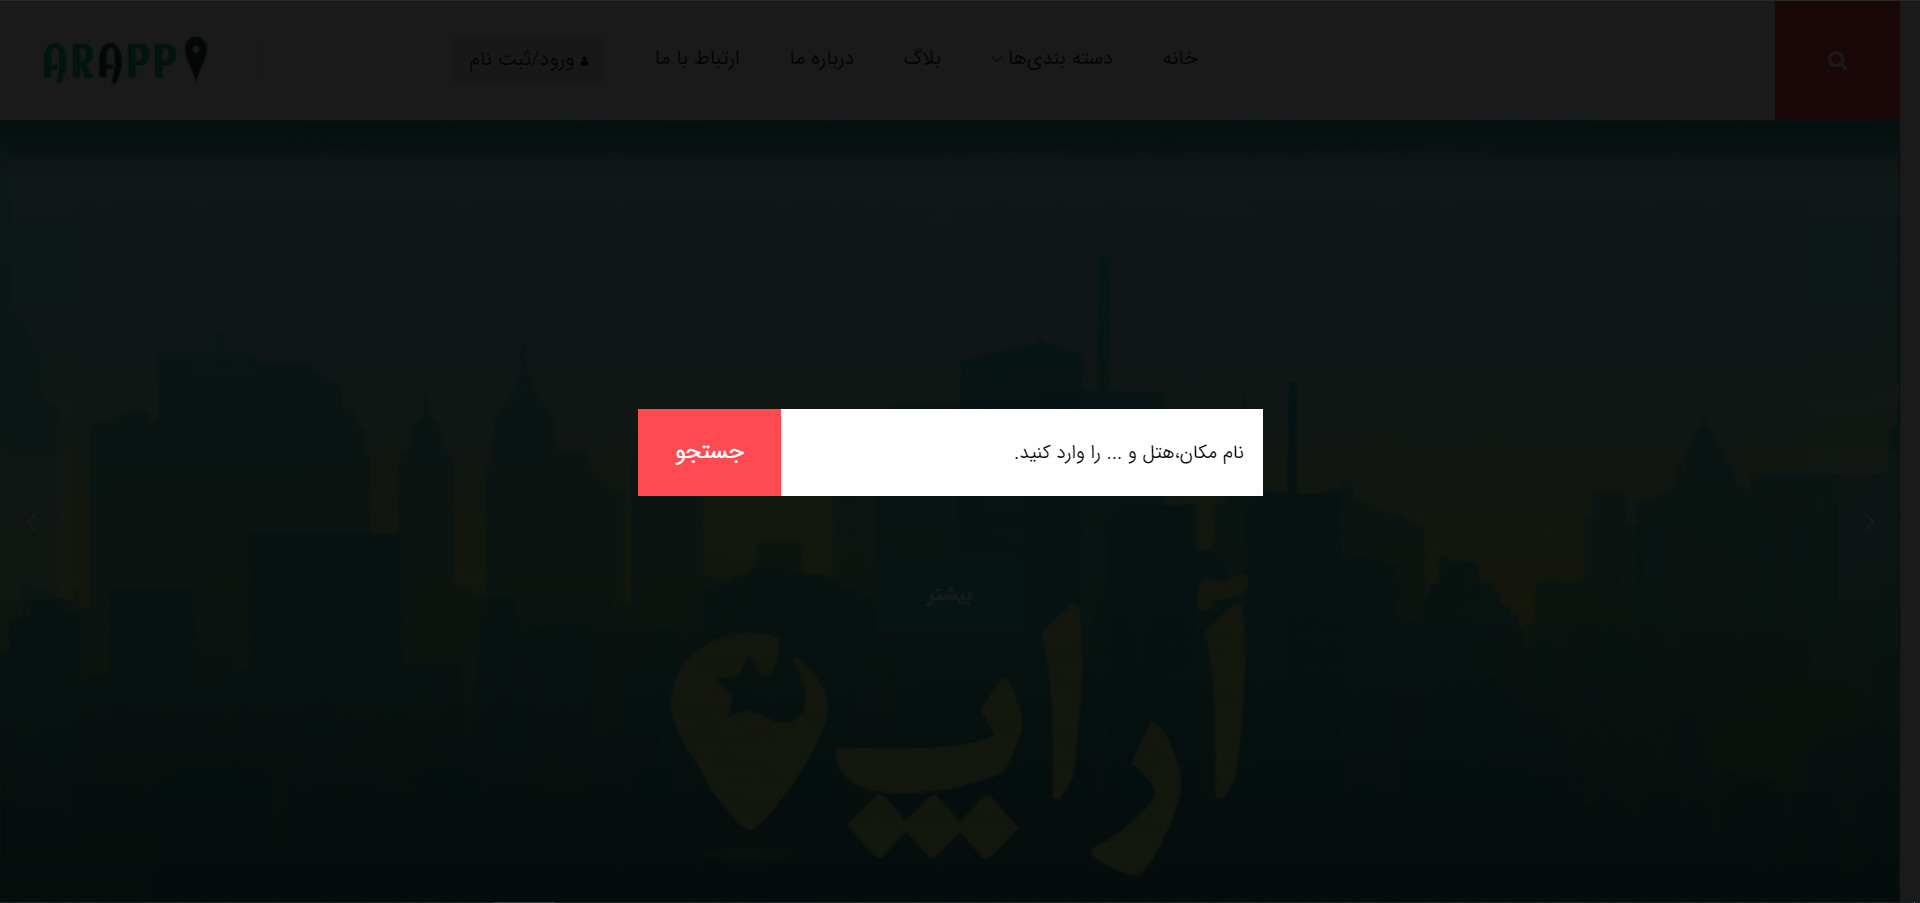 ARAPP
خانه
دسته بندی‌ها
بلاگ
درباره ما
ارتباط با ما
ورود/ثبت نام
نام مکان،هتل و ... را وارد کنید.
جستجو
بیشتر
آراپ